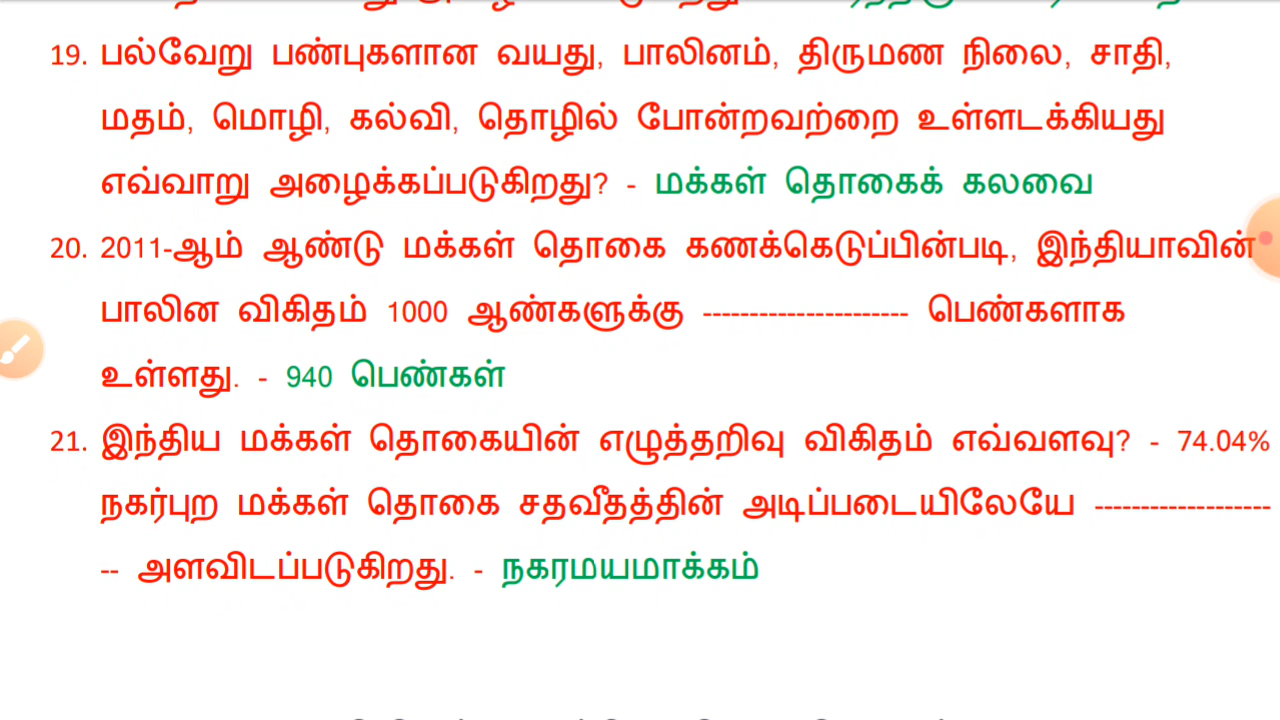 19. பல்வேறு பண்புகளான வயது, பாலினம், திருமண நிலை, சாதி,
மதம், மொழி, கல்வி, தொழில் போன்றவற்றை உள்ளடக்கியது
எவ்வாறு அழைக்கப்படுகிறது? - மக்கள் தொகைக் கலவை
20. 2011-ஆம் ஆண்டு மக்கள் தொகை கணக்கெடுப்பின்படி, இந்தியாவின்
பாலின விகிதம் 1000 ஆண்களுக்கு ---------------------- பெண்களாக
உள்ளது. - 940 பெண்கள்
21. இந்திய மக்கள் தொகையின் எழுத்தறிவு விகிதம் எவ்வளவு? - 74.04%
நகர்புற மக்கள் தொகை சதவீதத்தின் அடிப்படையிலேயே -------------------
-- அளவிடப்படுகிறது. - நகரமயமாக்கம்